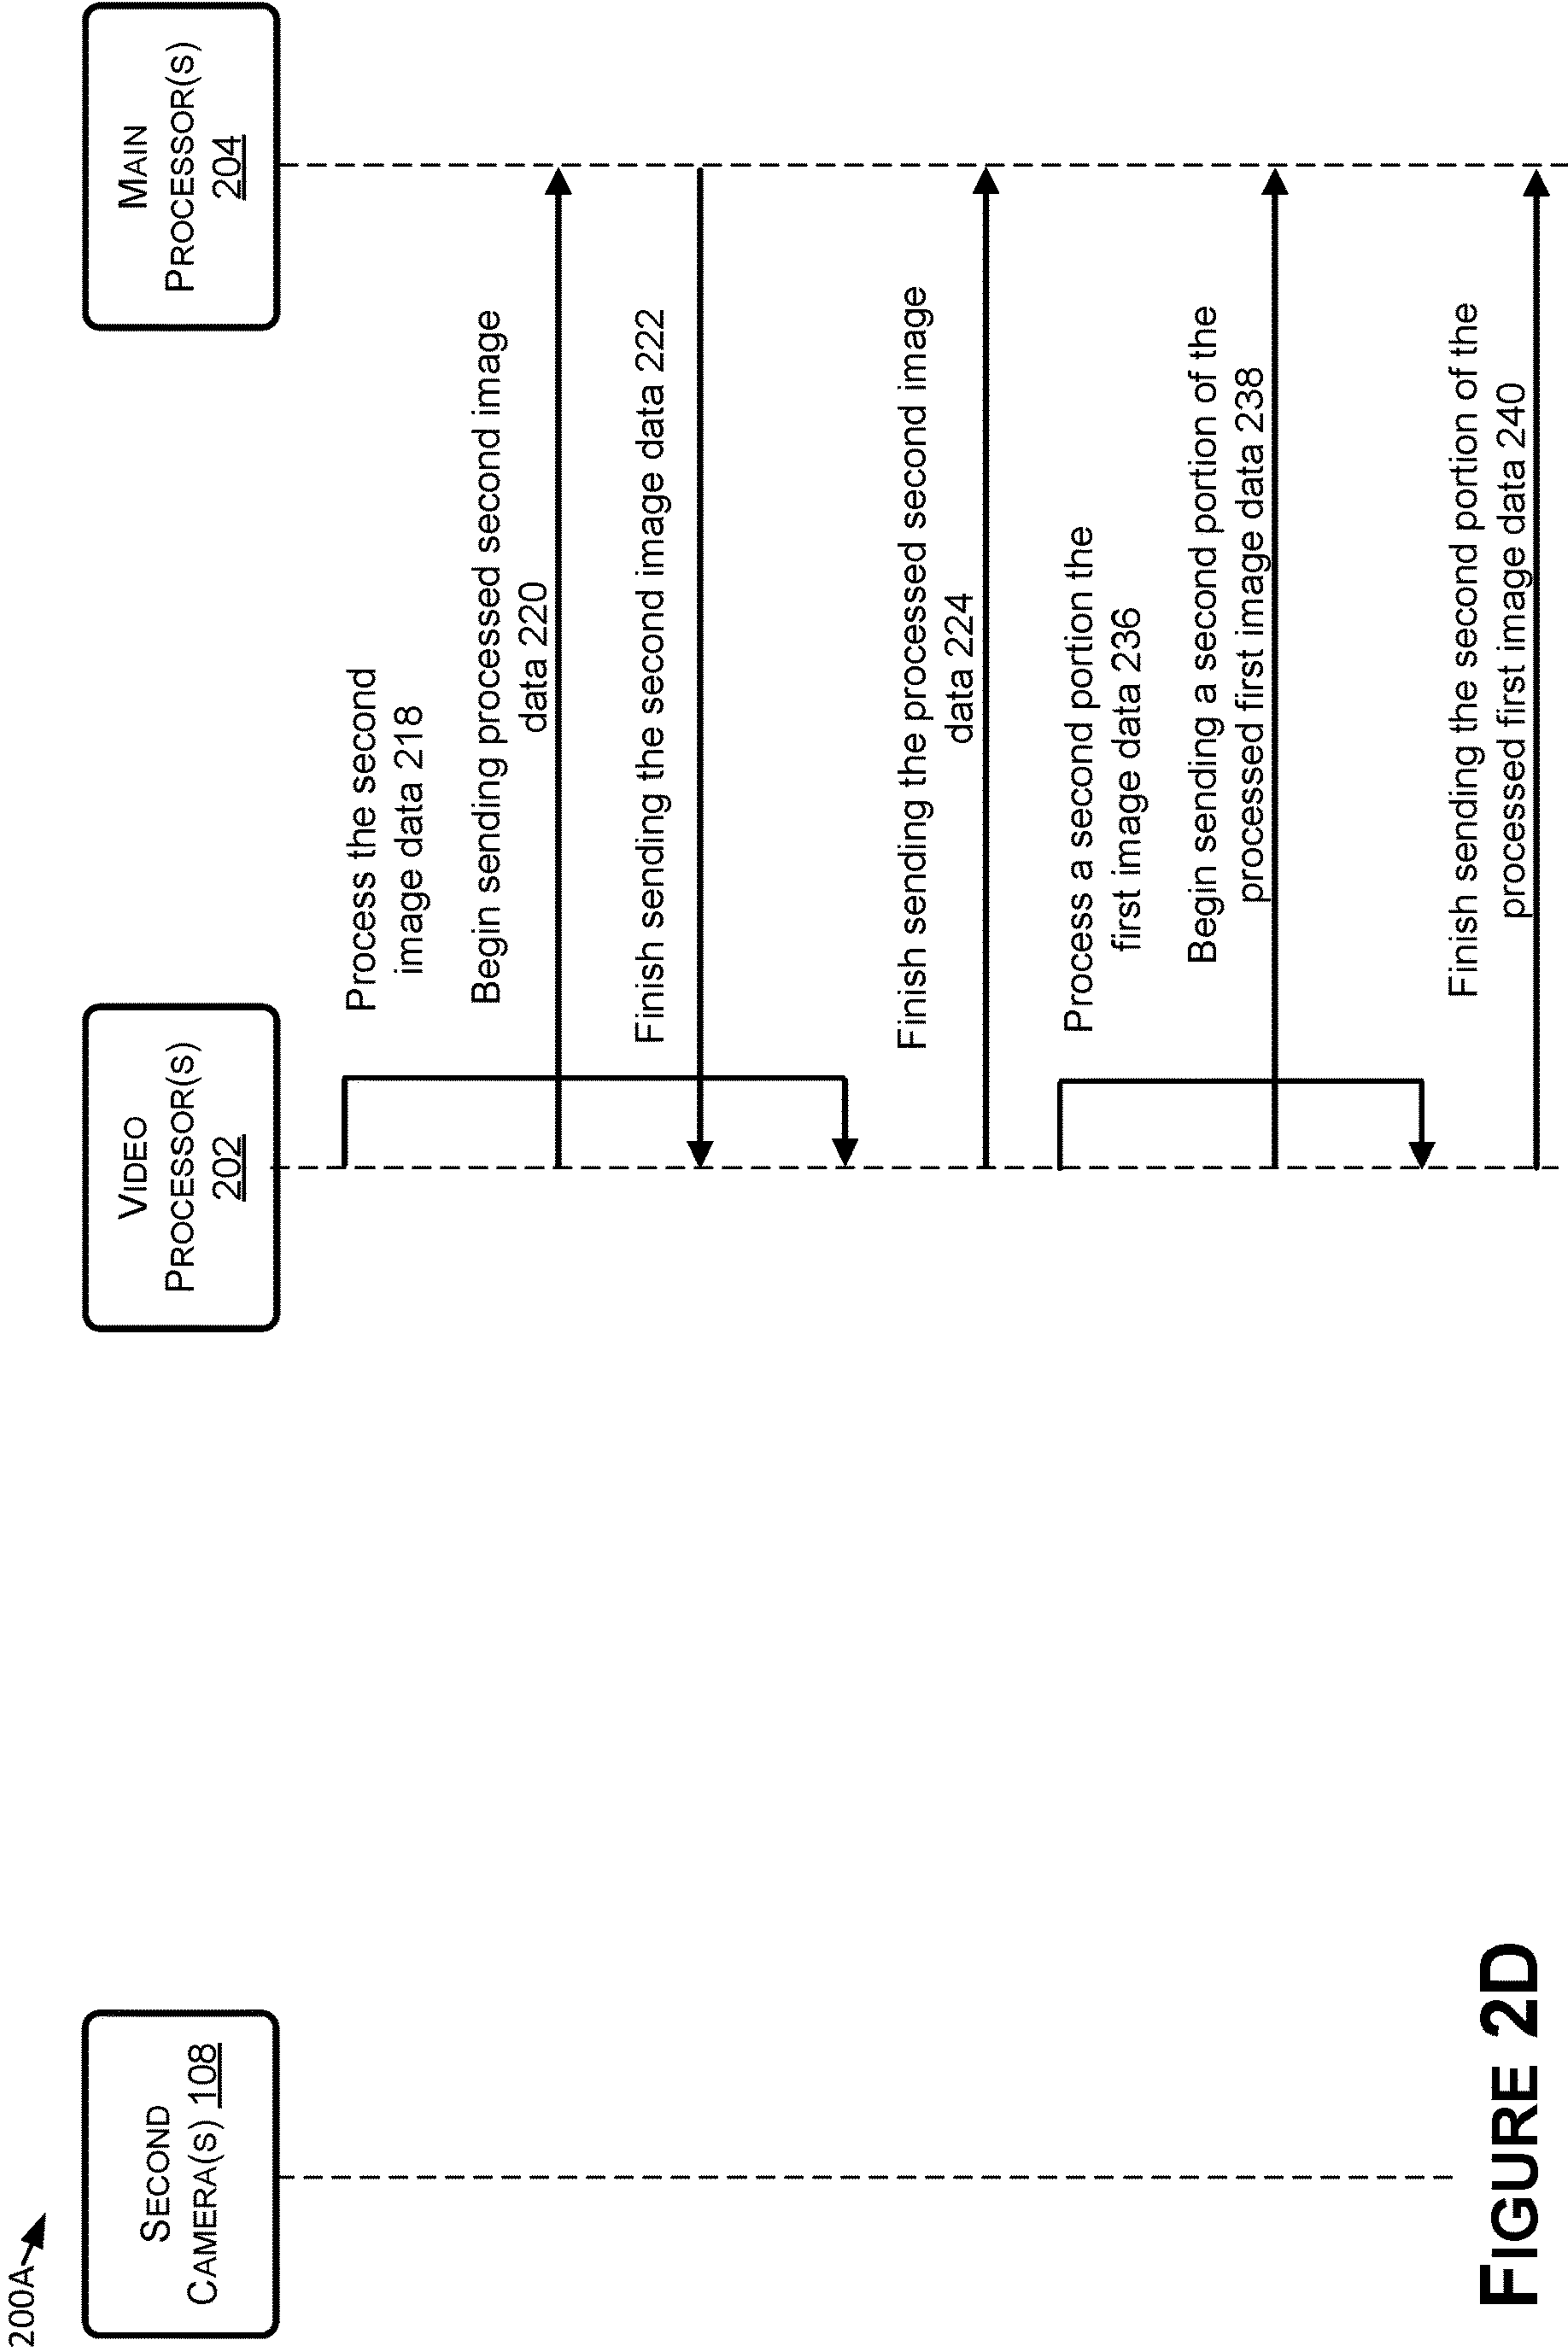 200A
SECOND
CAMERA(S) 108
VIDEO
PROCESSOR(S)
202
MAIN
PROCESSOR(S)
204
Process the second
image data 218
Begin sending processed second image
data 220
Finish sending the second image data 222
Finish sending the processed second image
data 224
Process a second portion the
first image data 236
Begin sending a second portion of the
processed first image data 238
Finish sending the second portion of the
processed first image data 240
FIGURE 2D